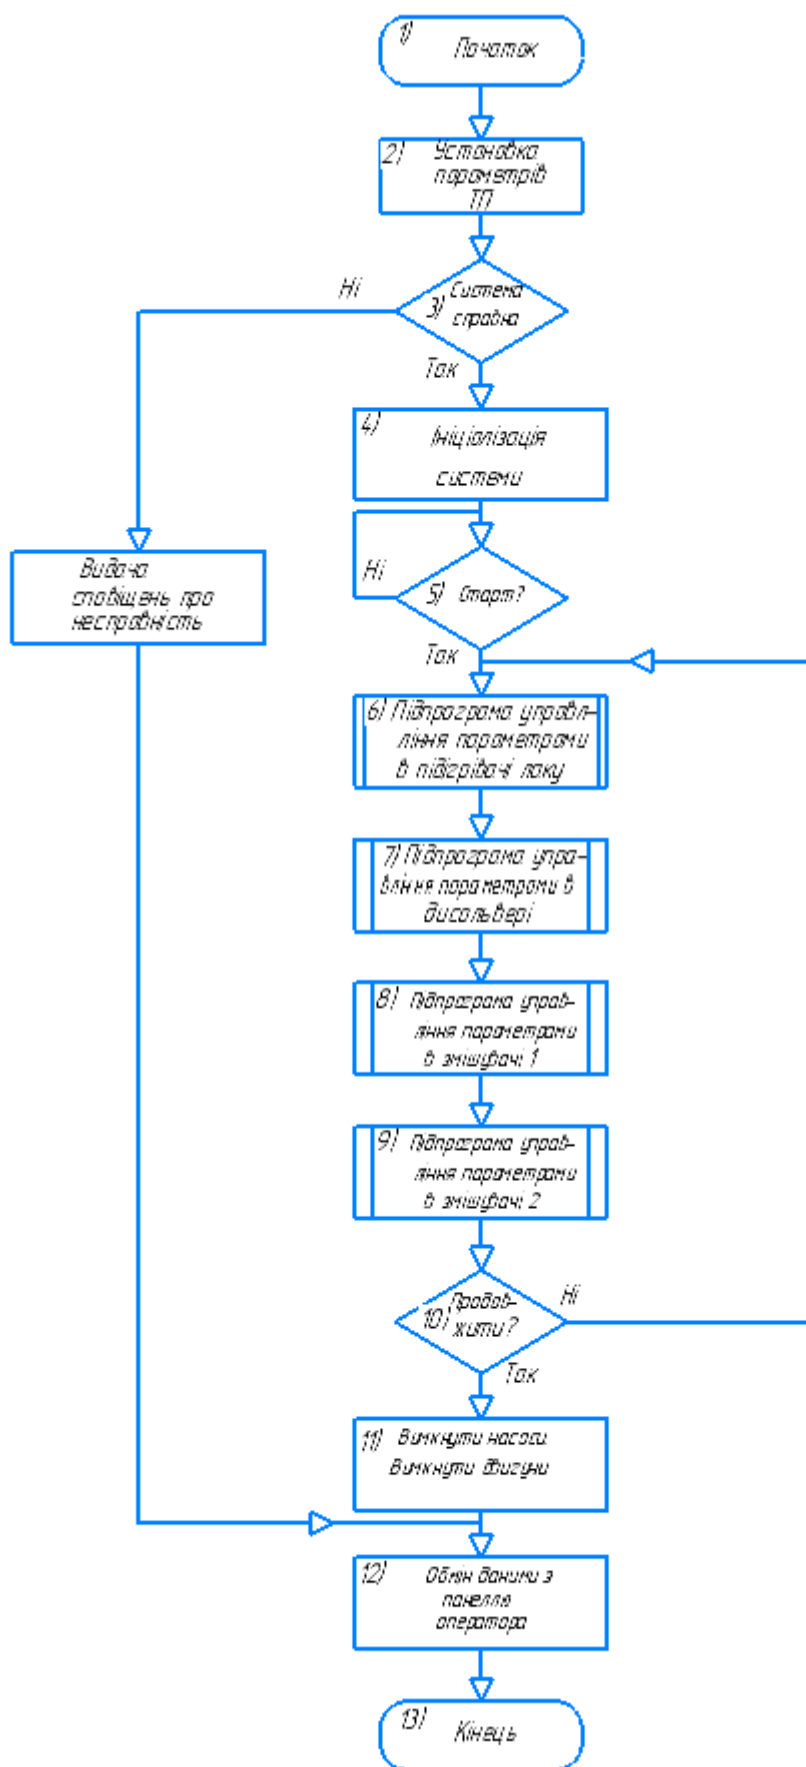 1) Початок
2) Установка
параметрів
ТП
Ні
3) Система
справна
Так
4) Ініціалізація
системи
Видача
сповіщень про
несправність
Ні
5) Старт?
Так
6) Підпрограма управл-
ління параметрами
в підігрівачі лаку
7) Підпрограма упра-
вління параметрами в
дисольвері
8) Підпрограма управ-
ління параметрами
в змішувачі 1
9) Підпрограма управ-
ління параметрами
в змішувачі 2
10) Продов-
жити?
Ні
Так
11) Вимкнути насоси.
Вимкнути двигуни
12) Обмін даними з
панеллю
оператора
13) Кінець